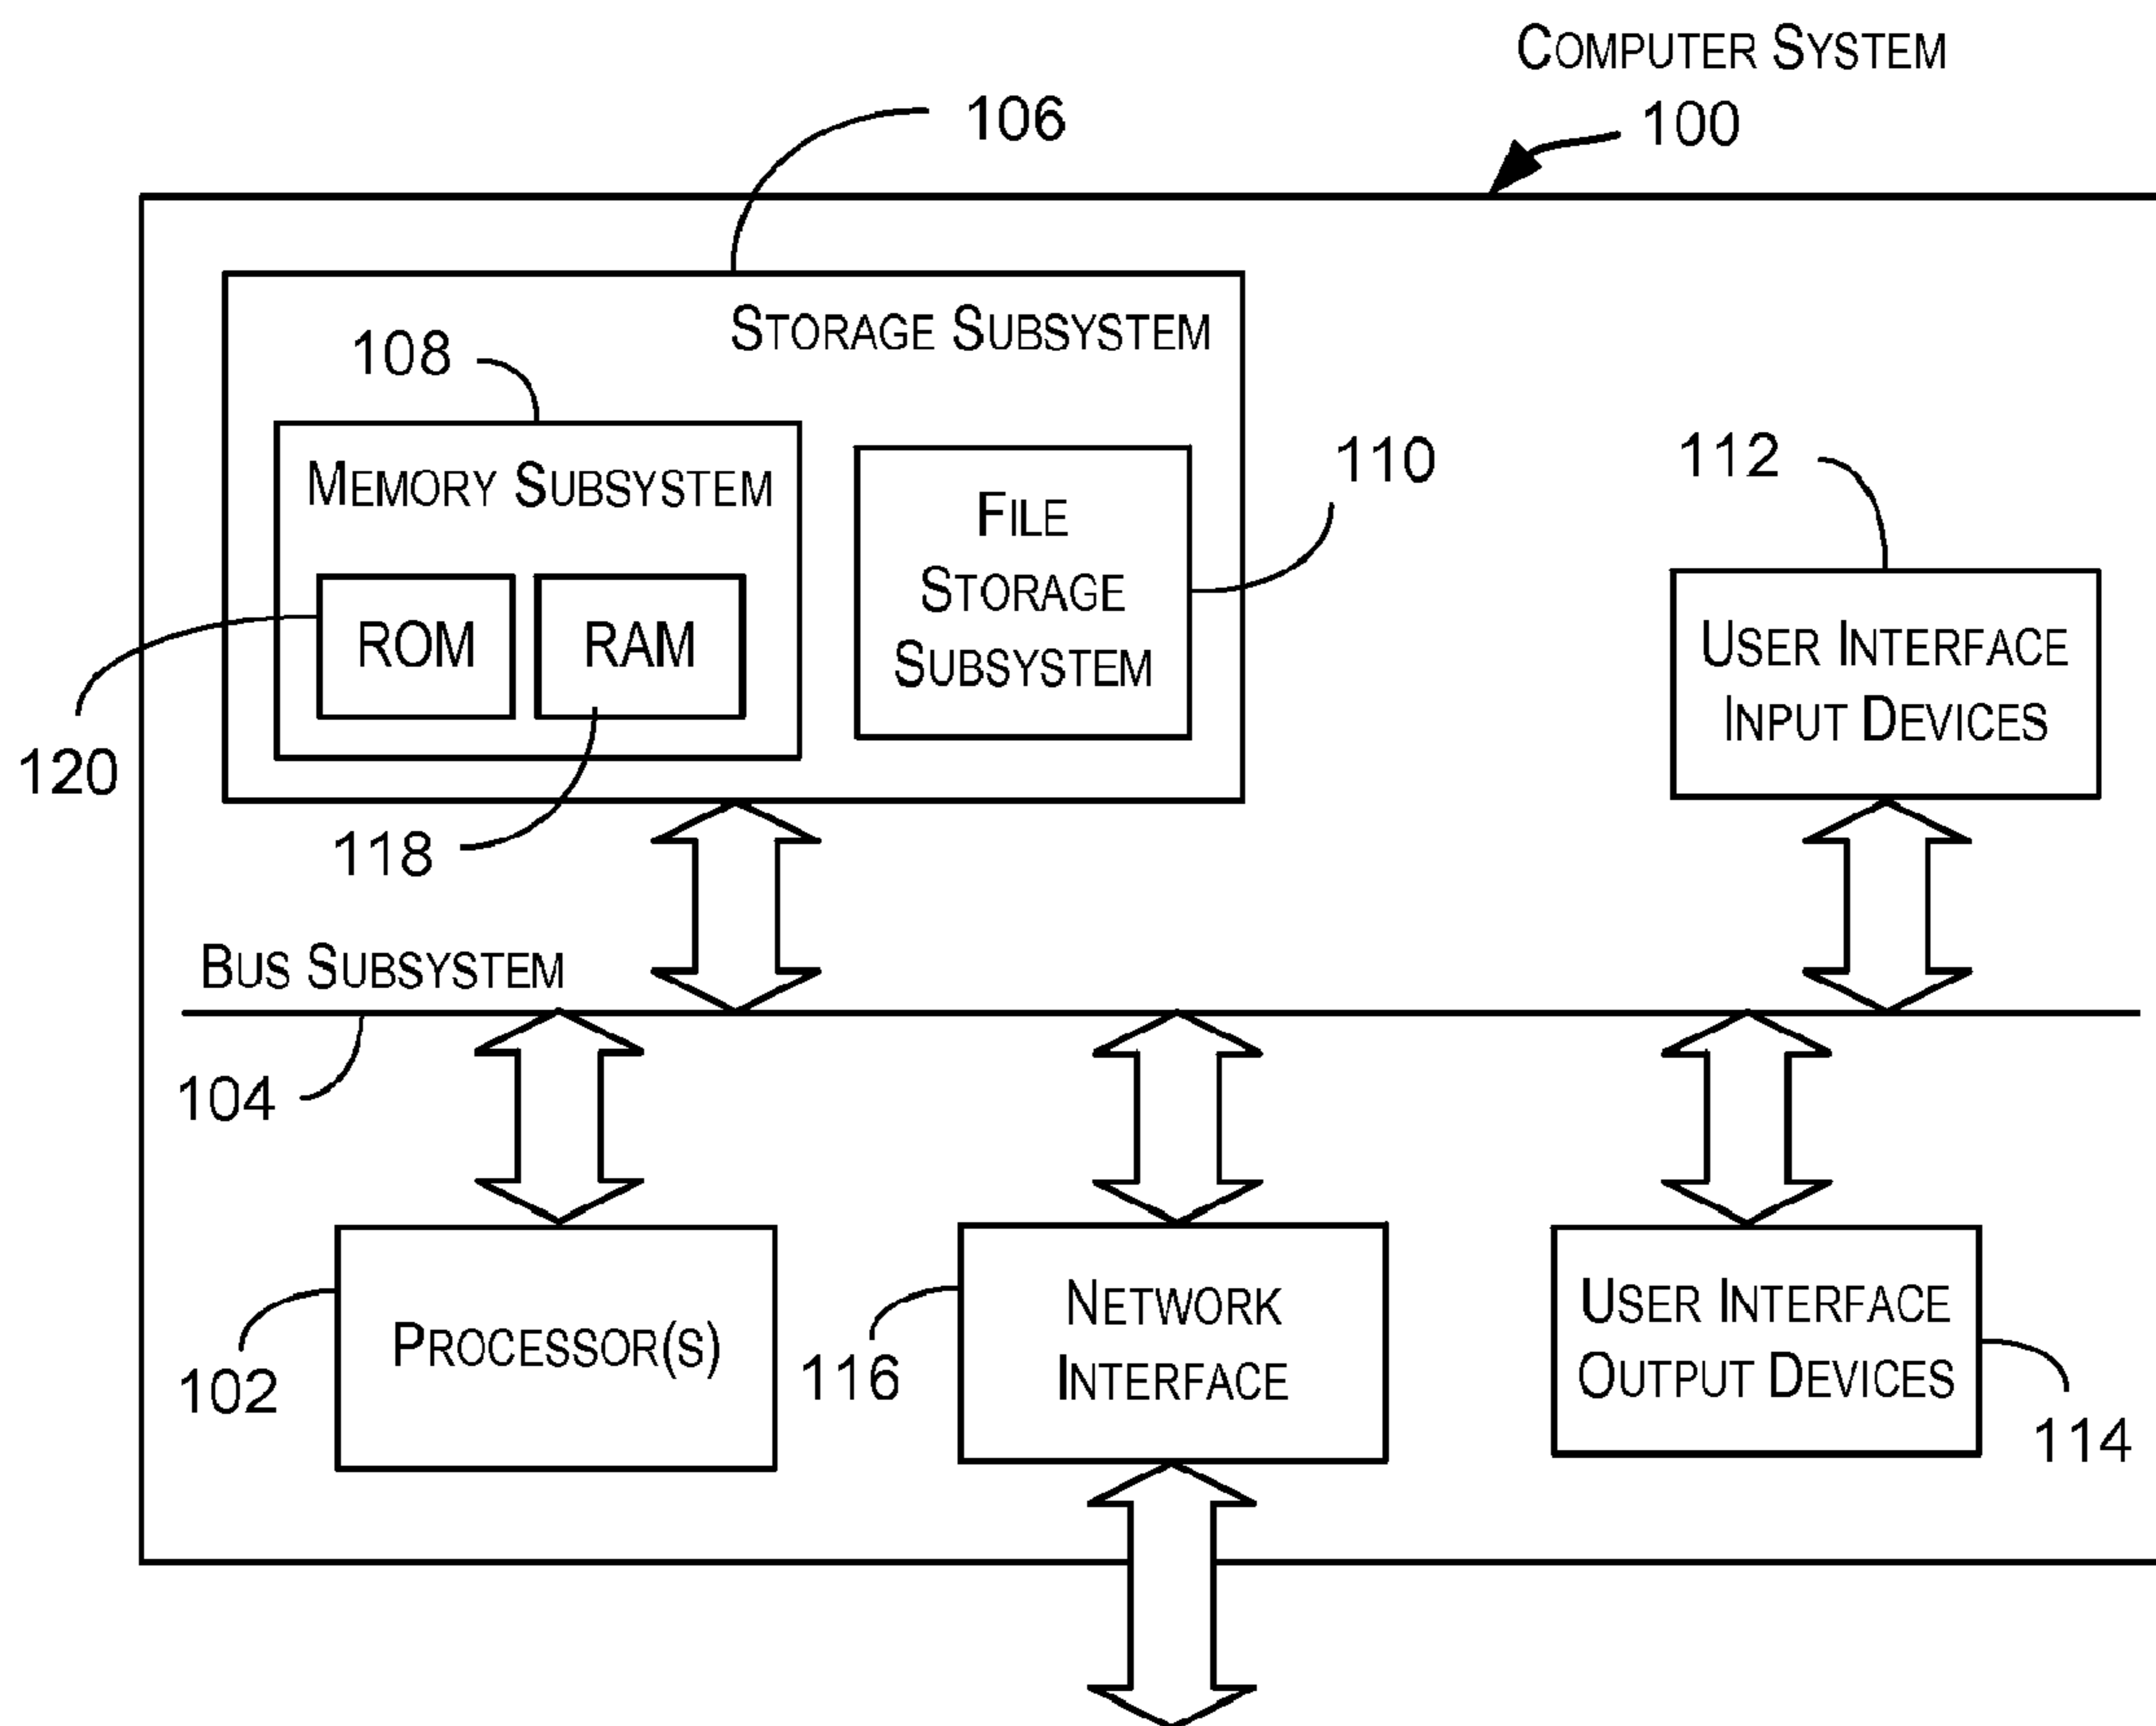 COMPUTER SYSTEM
100
106
STORAGE SUBSYSTEM
108
MEMORY SUBSYSTEM
ROM
RAM
FILE
STORAGE
SUBSYSTEM
110
112
USER INTERFACE
INPUT DEVICES
120
118
BUS SUBSYSTEM
104
102
PROCESSOR(S)
116
NETWORK
INTERFACE
USER INTERFACE
OUTPUT DEVICES
114